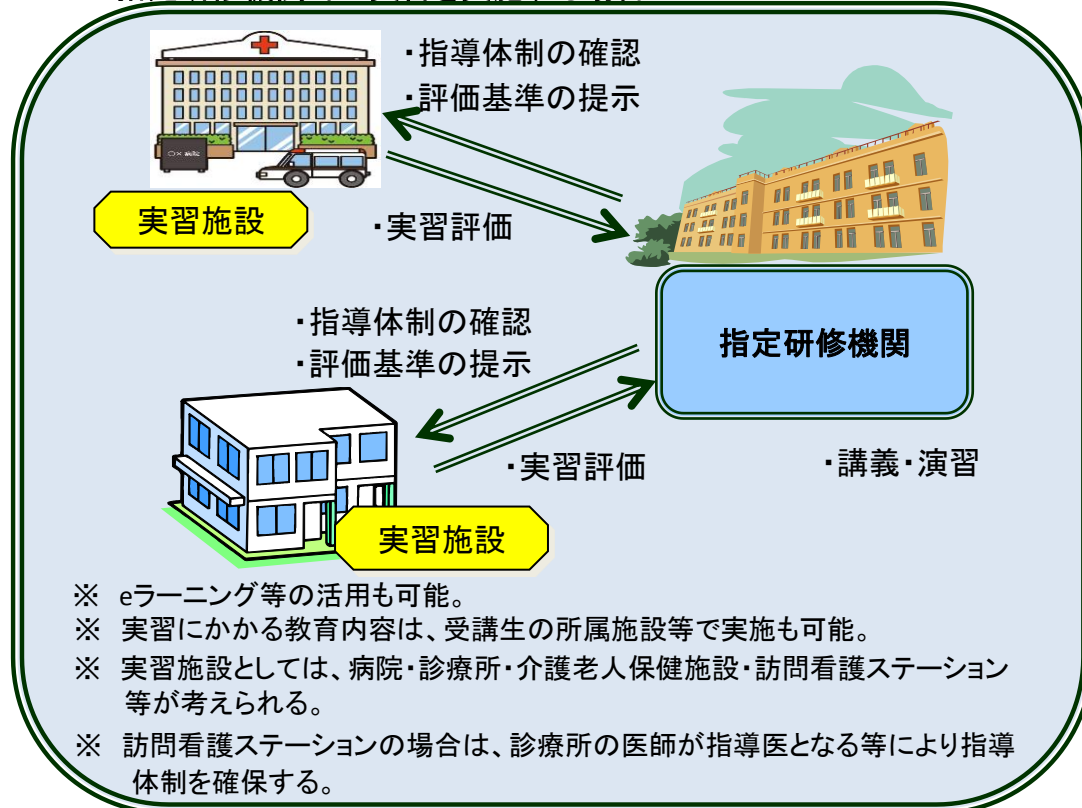 ・指導体制の確認
・評価基準の提示
実習施設
・実習評価
・指導体制の確認
・評価基準の提示
指定研修機関
・実習評価
・講義・演習
実習施設
※ eラーニング等の活用も可能。
※ 実習にかかる教育内容は、受講生の所属施設等で実施も可能。
※ 実習施設としては、病院・診療所・介護老人保健施設・訪問看護ステーション
等が考えられる。
※ 訪問看護ステーションの場合は、診療所の医師が指導医となる等により指導
体制を確保する。